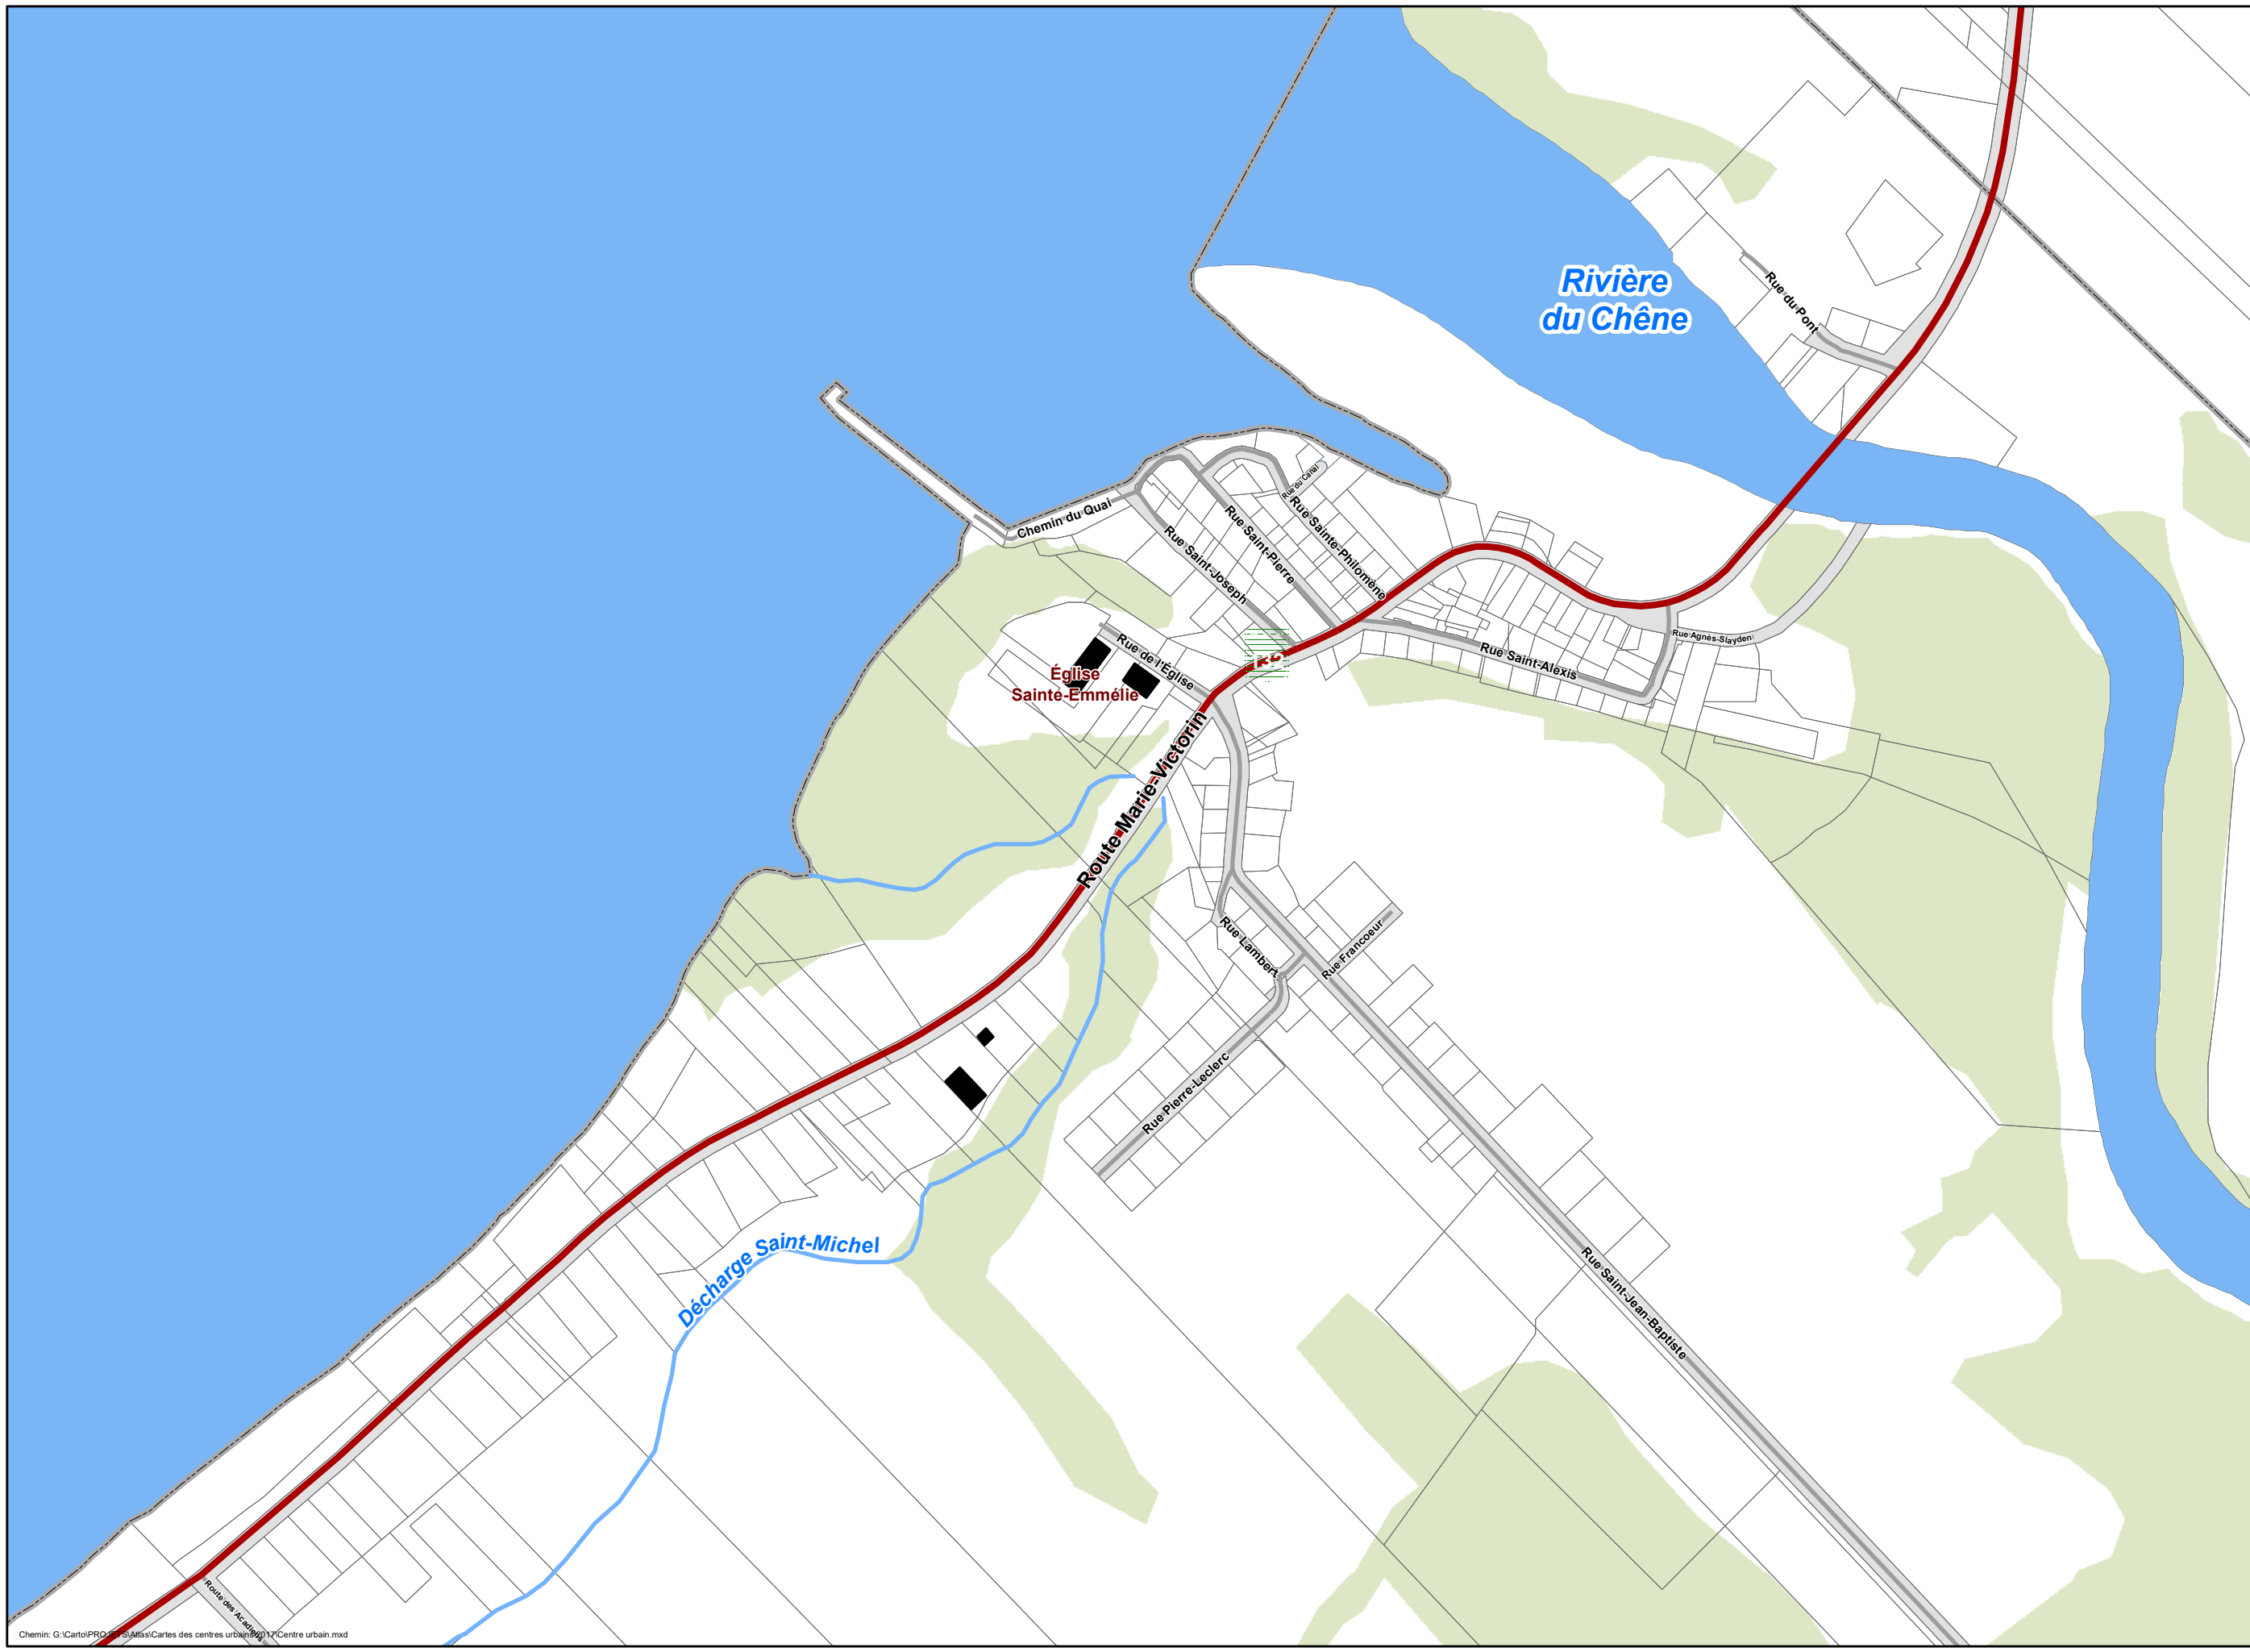 Rivière
du Chêne
Rue du Pont
Chemin du Quai
Rue du Canal
Rue Sainte-Philomène
Rue Saint-Pierre
Rue Saint-Joseph
Rue Agnès-Slayden
Rue Saint-Alexis
Rue de l'Église
Église
Sainte-Emmélie
Route Marie-Victorin
Rue Lambert
Rue Francoeur
Rue Pierre-Leclerc
Décharge Saint-Michel
Rue Saint-Jean-Baptiste
Route des Acadiens
Chemin: G:\Carto\PROJETS\Atlas\Cartes des centres urbains 2017\Centre urbain.mxd